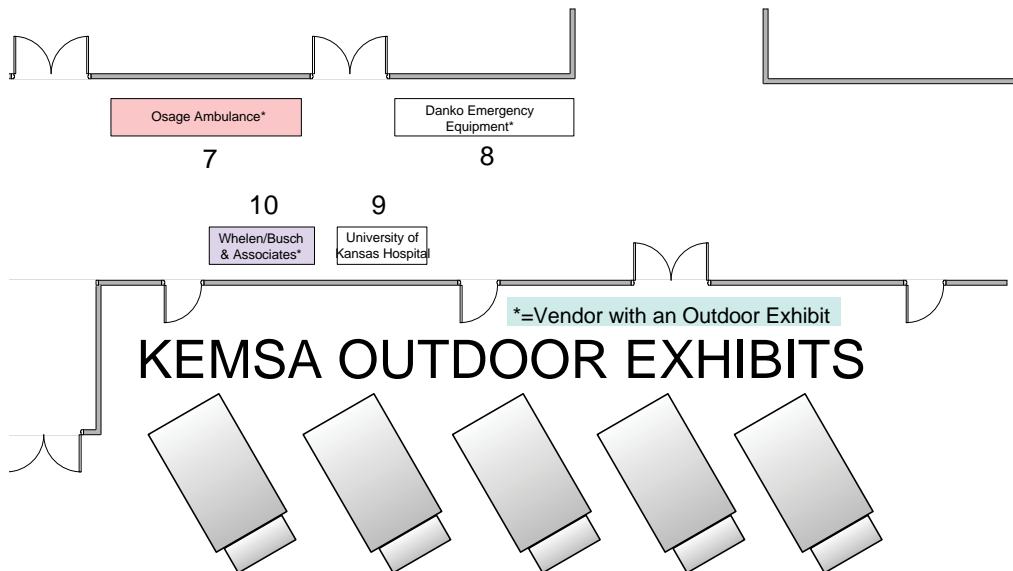 Osage Ambulance*
Danko Emergency
Equipment*
7
8
10
9
Whelen/Busch
& Associates*
University of
Kansas Hospital
*=Vendor with an Outdoor Exhibit
KEMSA OUTDOOR EXHIBITS